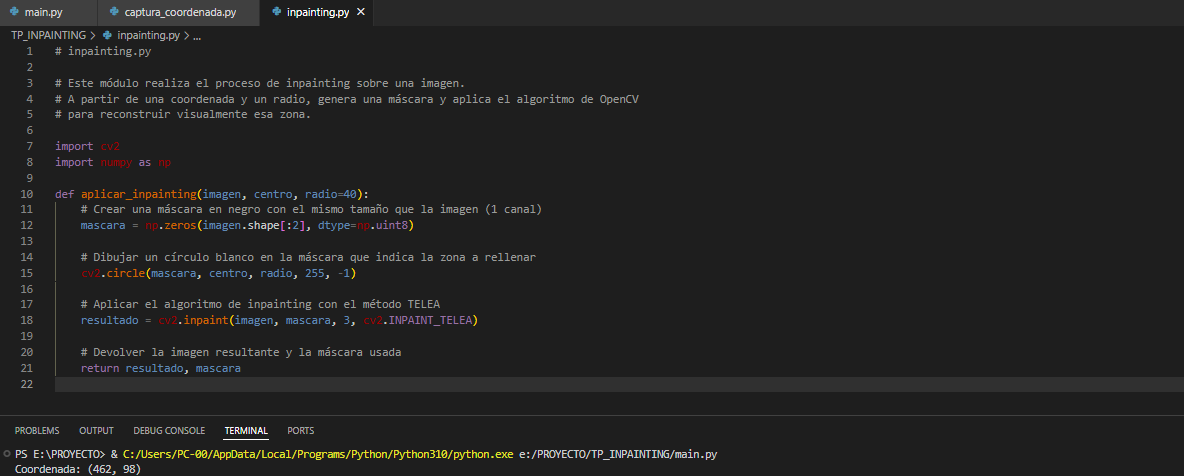 main.py captura_coordenada.py inpainting.py ×
TP_INPAINTING > inpainting.py > ...
1 # inpainting.py
2
3 # Este módulo realiza el proceso de inpainting sobre una imagen.
4 # A partir de una coordenada y un radio, genera una máscara y aplica el algoritmo de OpenCV
5 # para reconstruir visualmente esa zona.
6
7 import cv2
8 import numpy as np
9
10 def aplicar_inpainting(imagen, centro, radio=40):
11     # Crear una máscara en negro con el mismo tamaño que la imagen (1 canal)
12     mascara = np.zeros(imagen.shape[:2], dtype=np.uint8)
13
14     # Dibujar un círculo blanco en la máscara que indica la zona a rellenar
15     cv2.circle(mascara, centro, radio, 255, -1)
16
17     # Aplicar el algoritmo de inpainting con el método TELEA
18     resultado = cv2.inpaint(imagen, mascara, 3, cv2.INPAINT_TELEA)
19
20     # Devolver la imagen resultante y la máscara usada
21     return resultado, mascara
22
PROBLEMS OUTPUT DEBUG CONSOLE TERMINAL PORTS
PS E:\PROYECTO> & C:/Users/PC-00/AppData/Local/Programs/Python/Python310/python.exe e:/PROYECTO/TP_INPAINTING/main.py
Coordenada: (462, 98)